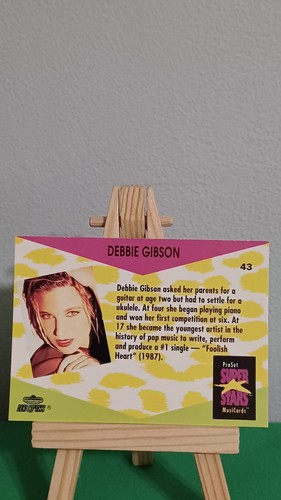 DEBBIE GIBSON
43
Debbie Gibson asked her parents for a
guitar at age two but had to settle for a
ukulele. At four she began playing piano
and won her first competition at six. At
17 she became the youngest artist in the
history of pop music to write, perform
and produce a #1 single — "Foolish
Heart" (1987).
ProSet
SUPER
STARS
MusiCards